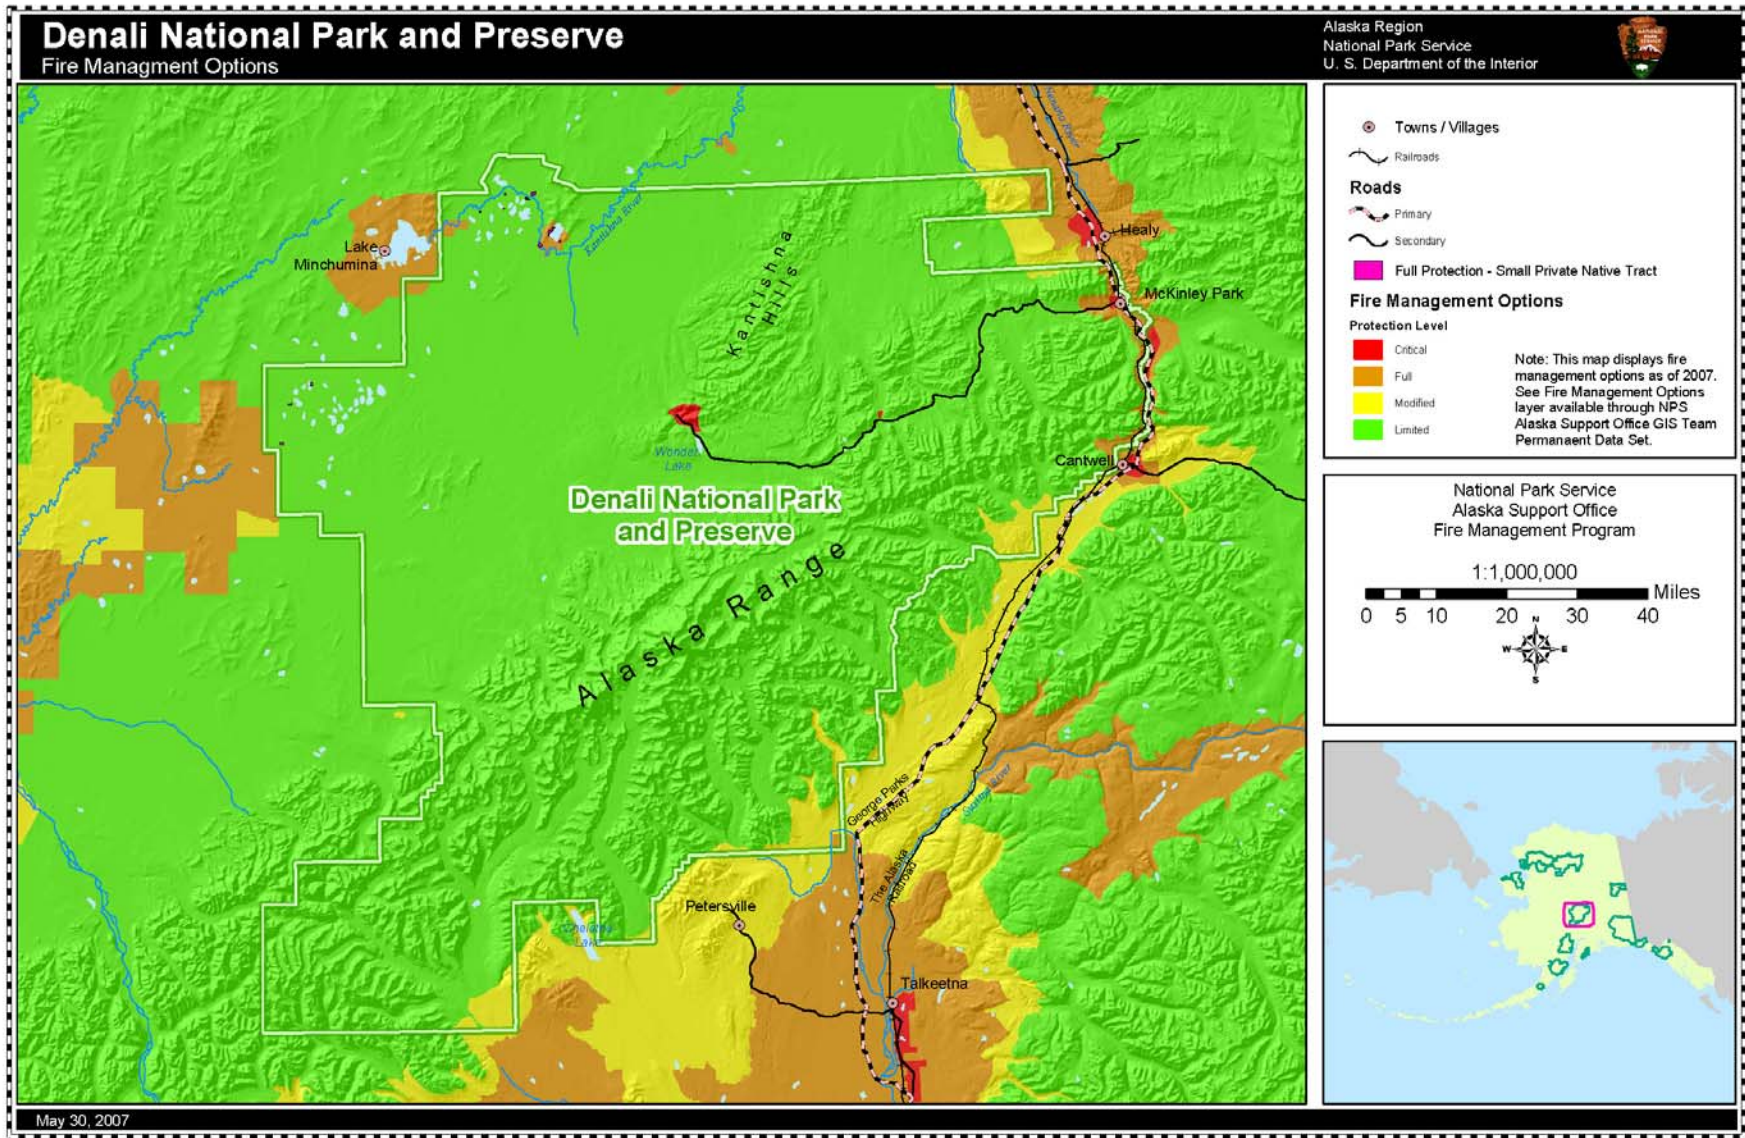 Denali National Park and Preserve
Fire Managment Options
Alaska Region
National Park Service
U. S. Department of the Interior
Towns / Villages
Railroads
Roads
Primary
Secondary
Full Protection - Small Private Native Tract
Fire Management Options
Protection Level
Critical
Full
Modified
Limited
Note: This map displays fire
management options as of 2007.
See Fire Management Options
layer available through NPS
Alaska Support Office GIS Team
Permanaent Data Set.
National Park Service
Alaska Support Office
Fire Management Program
1:1,000,000
Miles
0 5 10 20 30 40
N
W E
S
Nenana River
Kantishna River
Lake
Minchumina
Kantishna
Hills
Healy
McKinley Park
Wonder
Lake
Cantwell
Denali National Park
and Preserve
Alaska Range
George Parks
Highway
The Alaska
Railroad
Petersville
Lake
Talkeetna
May 30, 2007